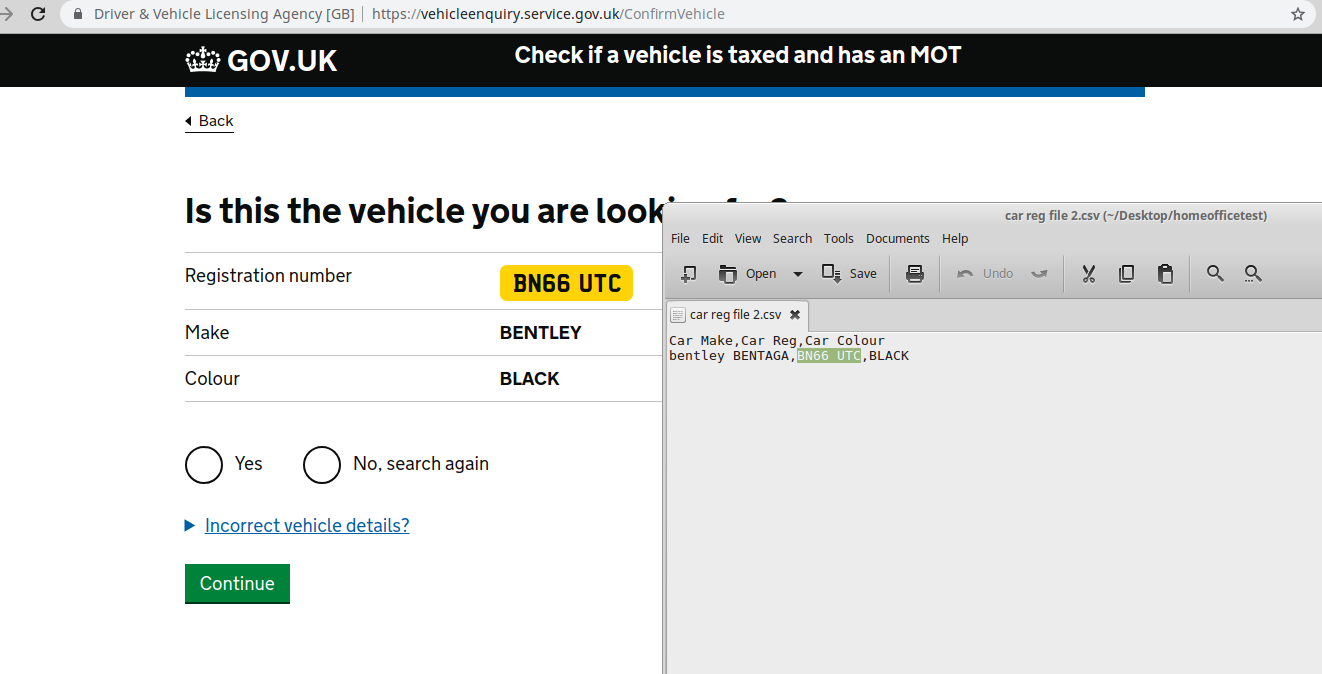 Driver & Vehicle Licensing Agency [GB] https://vehicleenquiry.service.gov.uk/ConfirmVehicle
GOV.UK
Check if a vehicle is taxed and has an MOT
Back
Is this the vehicle you are
Registration number
BN66 UTC
Make
BENTLEY
Colour
BLACK
Yes
No, search again
Incorrect vehicle details?
Continue
car reg file 2.csv (~/Desktop/homeofficetest)
File Edit View Search Tools Documents Help
Open Save Undo
car reg file 2.csv
Car Make,Car Reg,Car Colour
bentley BENTAGA,BN66 UTC,BLACK